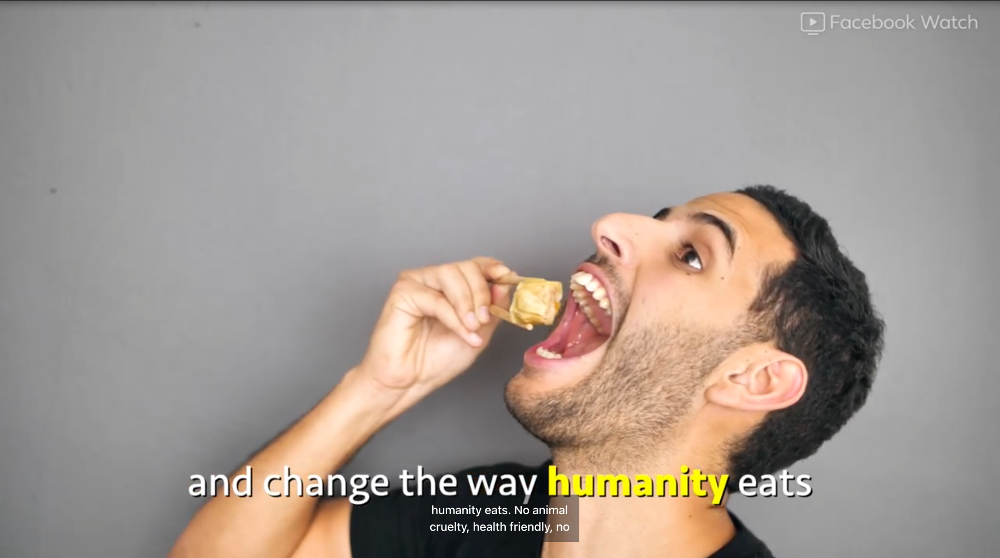 Facebook Watch
and change the way humanity eats
humanity eats. No animal
cruelty, health friendly, no